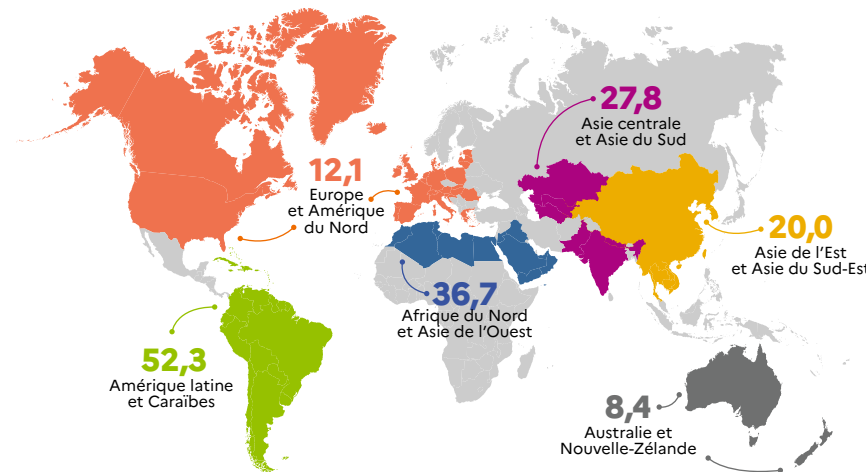 27,8
Asie centrale
et Asie du Sud
12,1
Europe
et Amérique
du Nord
20,0
Asie de l'Est
et Asie du Sud-Est
36,7
Afrique du Nord
et Asie de l'Ouest
52,3
Amérique latine
et Caraïbes
8,4
Australie et
Nouvelle-Zélande